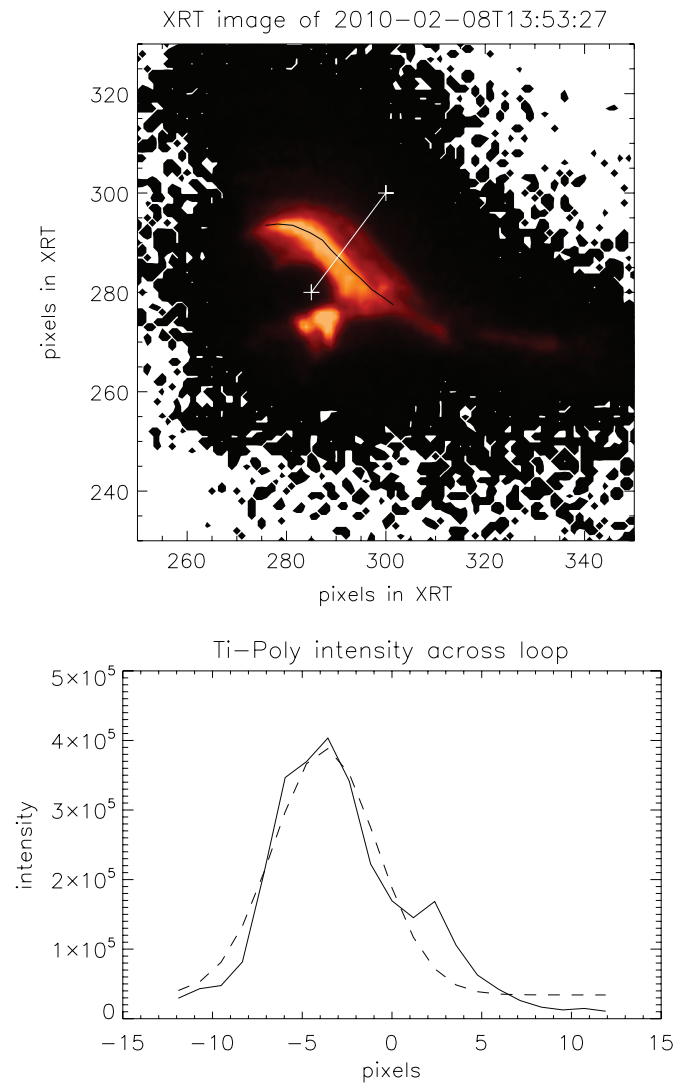 XRT image of 2010-02-08T13:53:27
320
300
280
260
240
pixels in XRT
260 280 300 320 340
pixels in XRT
Ti-Poly intensity across loop
5×10⁵
4×10⁵
3×10⁵
2×10⁵
1×10⁵
0
intensity
-15 -10 -5 0 5 10 15
pixels